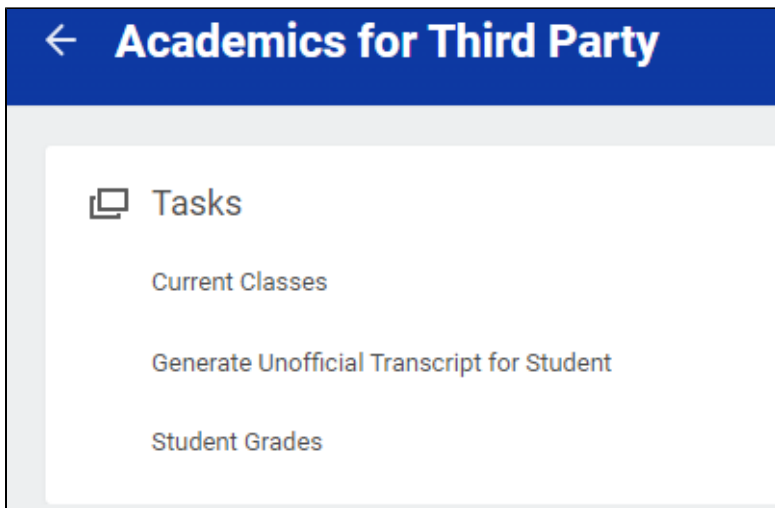 Academics for Third Party
Tasks
Current Classes
Generate Unofficial Transcript for Student
Student Grades